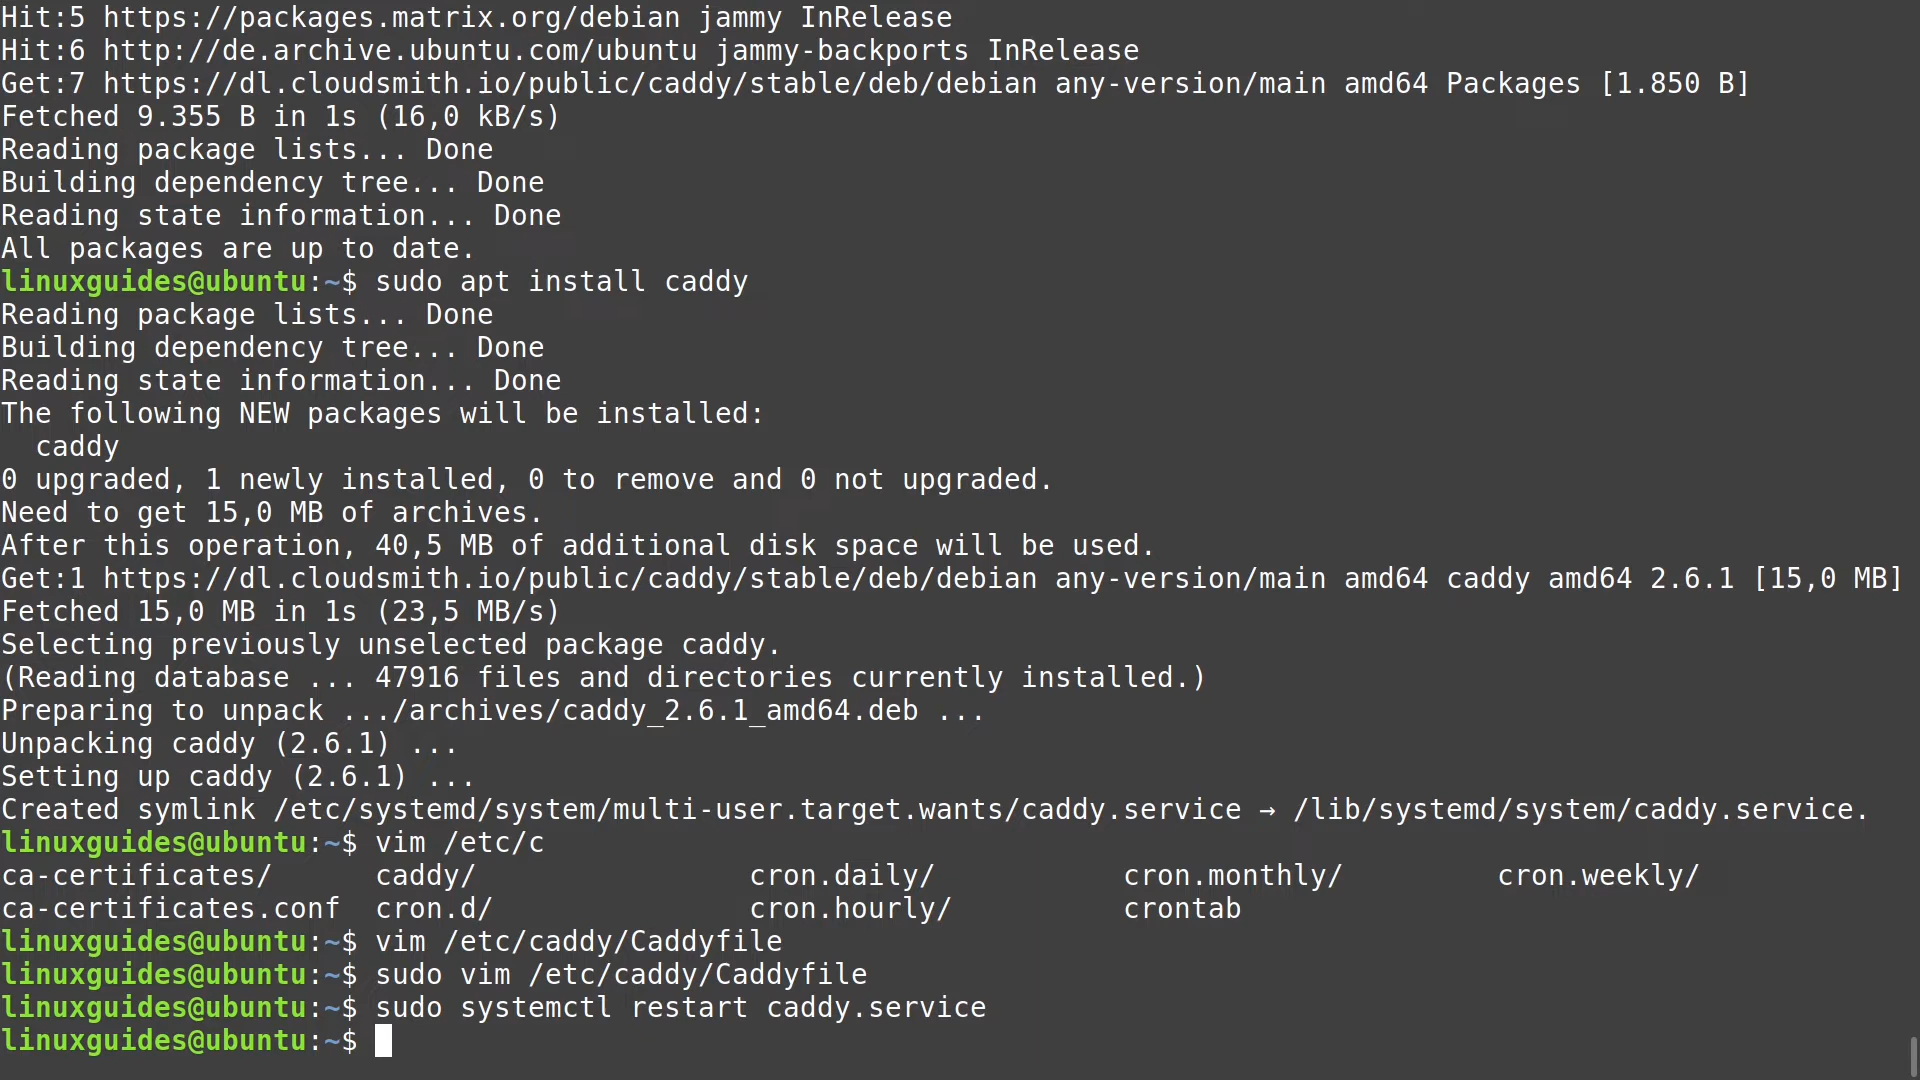 Hit:5 https://packages.matrix.org/debian jammy InRelease
Hit:6 http://de.archive.ubuntu.com/ubuntu jammy-backports InRelease
Get:7 https://dl.cloudsmith.io/public/caddy/stable/deb/debian any-version/main amd64 Packages [1.850 B]
Fetched 9.355 B in 1s (16,0 kB/s)
Reading package lists... Done
Building dependency tree... Done
Reading state information... Done
All packages are up to date.
linuxguides@ubuntu:~$ sudo apt install caddy
Reading package lists... Done
Building dependency tree... Done
Reading state information... Done
The following NEW packages will be installed:
  caddy
0 upgraded, 1 newly installed, 0 to remove and 0 not upgraded.
Need to get 15,0 MB of archives.
After this operation, 40,5 MB of additional disk space will be used.
Get:1 https://dl.cloudsmith.io/public/caddy/stable/deb/debian any-version/main amd64 caddy amd64 2.6.1 [15,0 MB]
Fetched 15,0 MB in 1s (23,5 MB/s)
Selecting previously unselected package caddy.
(Reading database ... 47916 files and directories currently installed.)
Preparing to unpack .../archives/caddy_2.6.1_amd64.deb ...
Unpacking caddy (2.6.1) ...
Setting up caddy (2.6.1) ...
Created symlink /etc/systemd/system/multi-user.target.wants/caddy.service → /lib/systemd/system/caddy.service.
linuxguides@ubuntu:~$ vim /etc/c
ca-certificates/      caddy/                cron.daily/           cron.monthly/         cron.weekly/
ca-certificates.conf  cron.d/               cron.hourly/          crontab
linuxguides@ubuntu:~$ vim /etc/caddy/Caddyfile
linuxguides@ubuntu:~$ sudo vim /etc/caddy/Caddyfile
linuxguides@ubuntu:~$ sudo systemctl restart caddy.service
linuxguides@ubuntu:~$